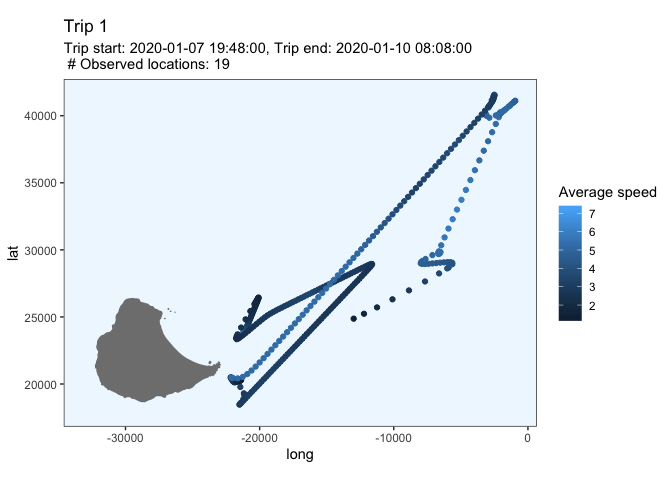 Trip 1
Trip start: 2020-01-07 19:48:00, Trip end: 2020-01-10 08:08:00
# Observed locations: 19
40000
35000
30000
25000
20000
lat
-30000
-20000
-10000
0
long
Average speed
7
6
5
4
3
2